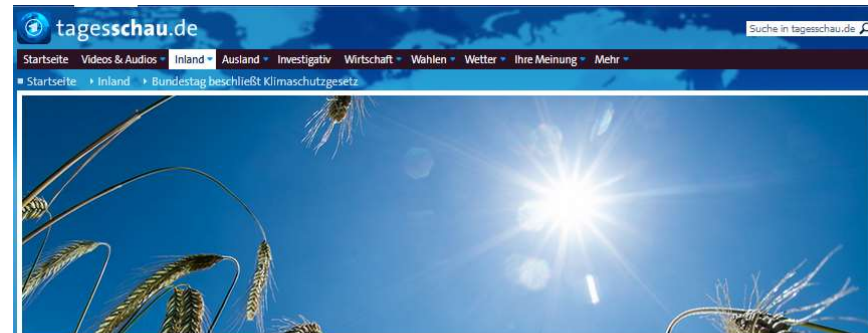 tagesschau.de
Suche in tagesschau.de
Startseite Videos & Audios Inland Ausland Investigativ Wirtschaft Wahlen Wetter Ihre Meinung Mehr
Startseite Inland Bundestag beschließt Klimaschutzgesetz